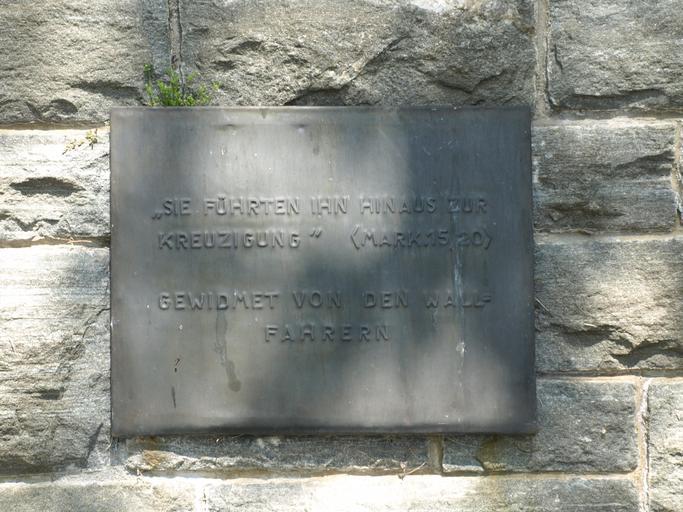 „SIE FÜHRTEN IHN HINAUS ZUR
KREUZIGUNG” (MARK.15,20)
GEWIDMET VON DEN WALL=
FAHRERN